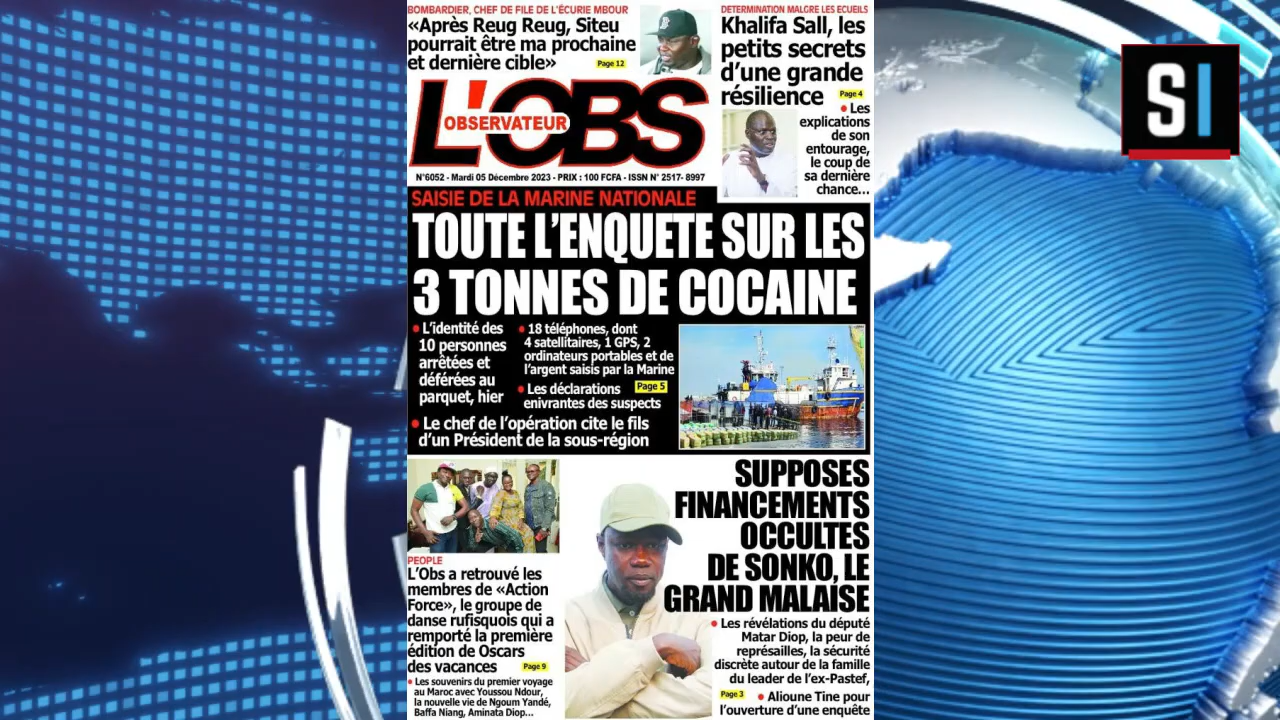 BOMBARDIER, CHEF DE FILE DE L'ÉCURIE MBOUR
«Après Reug Reug, Siteu
pourrait être ma prochaine
et dernière cible»
Page 12
DETERMINATION MALGRE LES ECUEILS
Khalifa Sall, les
petits secrets
d'une grande
résilience
Page 4
• Les
explications
de son
entourage,
le coup de
sa dernière
chance...
L'OBS
OBSERVATEUR
N°6052 - Mardi 05 Décembre 2023 - PRIX : 100 FCFA - ISSN N° 2517- 8997
SAISIE DE LA MARINE NATIONALE
TOUTE L'ENQUETE SUR LES
3 TONNES DE COCAINE
• L'identité des
10 personnes
arrêtées et
déférées au
parquet, hier
• 18 téléphones, dont
4 satellitaires, 1 GPS, 2
ordinateurs portables et de
l'argent saisis par la Marine
• Les déclarations
enivrantes des suspects
Page 5
• Le chef de l'opération cite le fils
d'un Président de la sous-région
PEOPLE
L'Obs a retrouvé les
membres de «Action
Force», le groupe de
danse rufisquois qui a
remporté la première
édition de Oscars
des vacances
Page 9
• Les souvenirs du premier voyage
au Maroc avec Youssou Ndour,
la nouvelle vie de Ngoum Yandé,
Baffa Niang, Aminata Diop...
SUPPOSES
FINANCEMENTS
OCCULTES
DE SONKO, LE
GRAND MALAISE
• Les révélations du député
Matar Diop, la peur de
représailles, la sécurité
discrète autour de la famille
du leader de l'ex-Pastef,
Page 3
• Alioune Tine pour
l'ouverture d'une enquête
SI